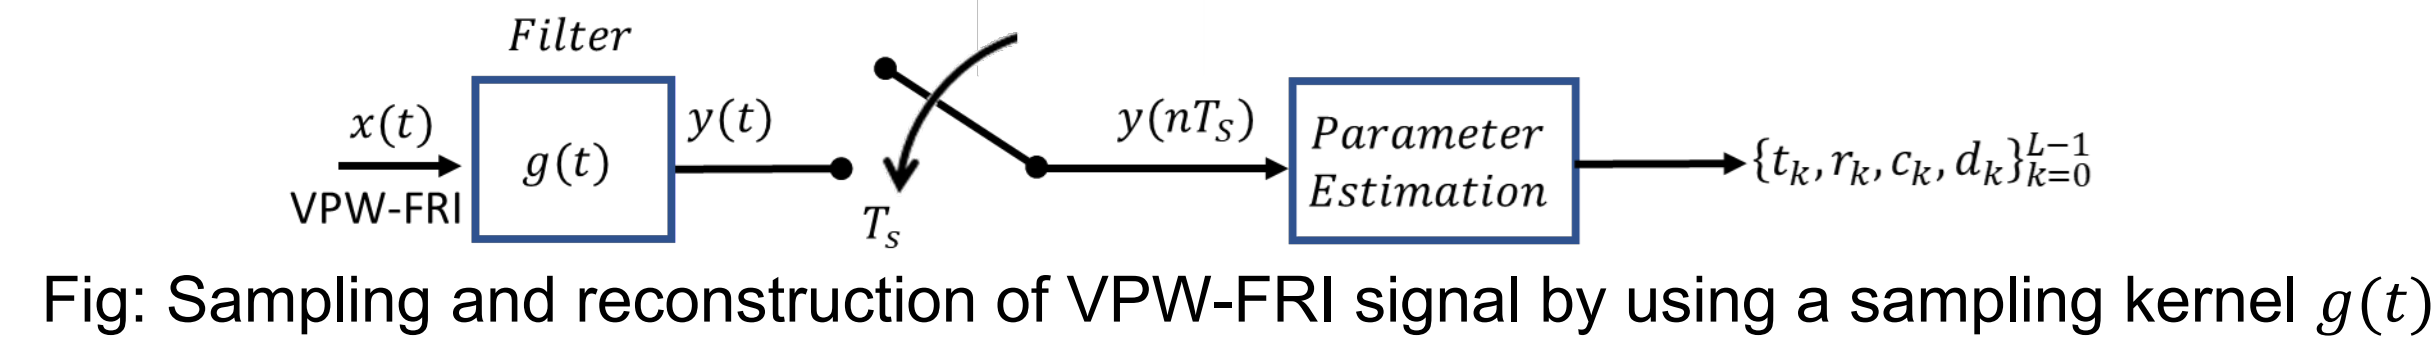 Filter
x(t)
VPW-FRI
g(t)
y(t)
T_s
y(nT_S)
Parameter
Estimation
{t_k, r_k, c_k, d_k}_{k=0}^{L−1}
Fig: Sampling and reconstruction of VPW-FRI signal by using a sampling kernel g(t)